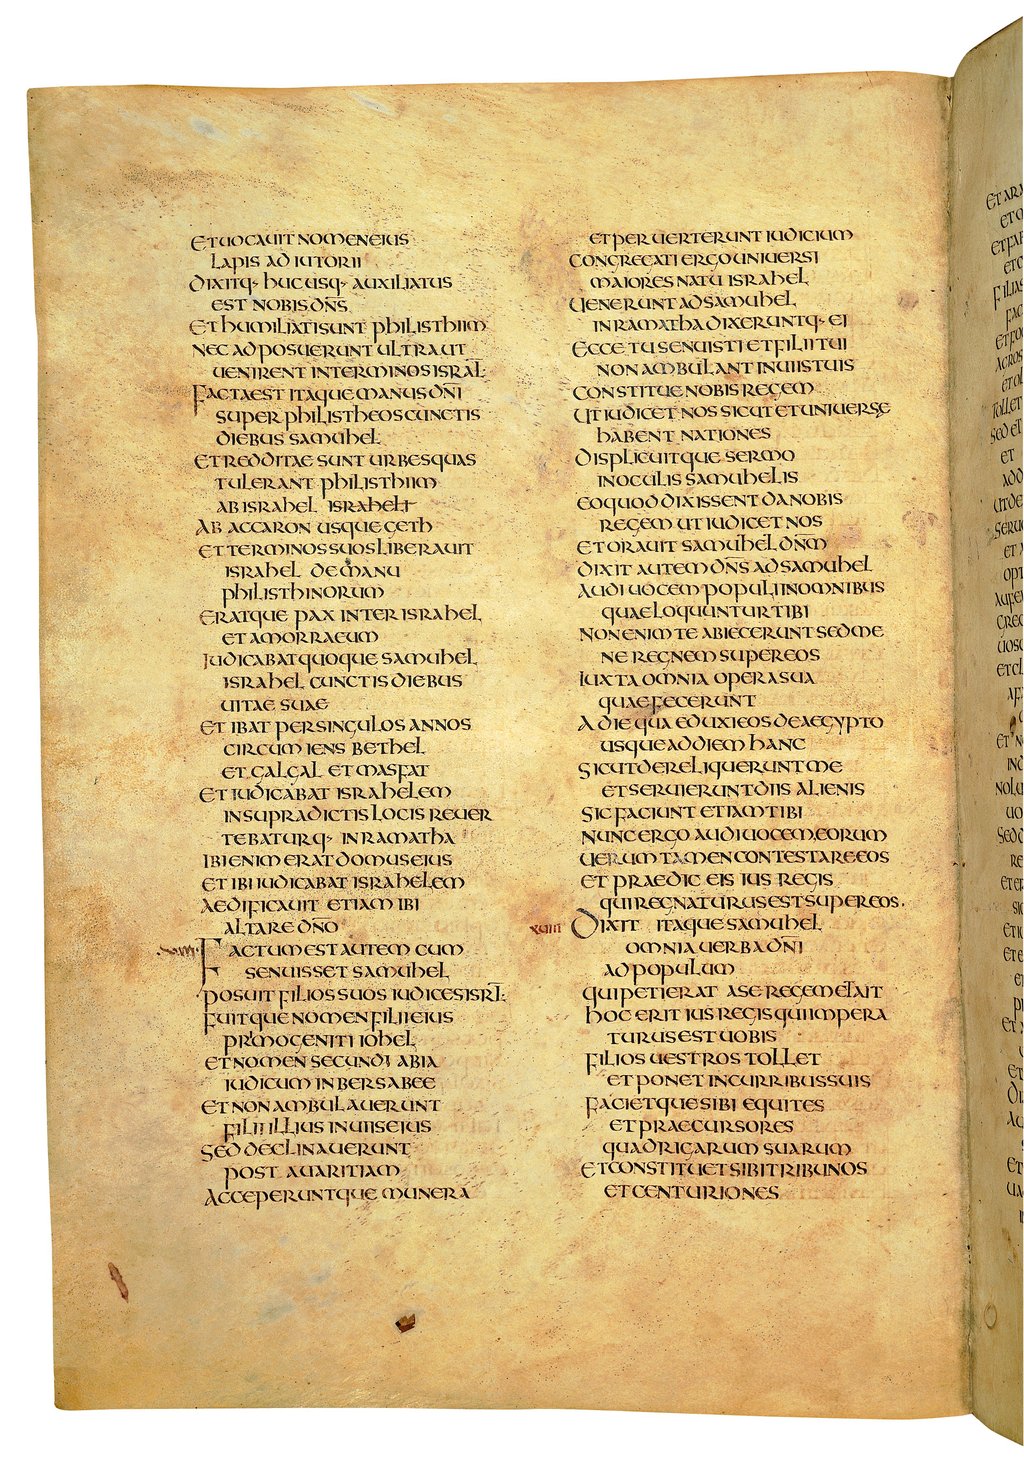 ET UOCAUIT NOMEN EIUS
LAPIS ADIUTORII
DIXITQ· HUCUSQ· AUXILIATUS
EST NOBIS DN̅S
ET HUMILIATI SUNT PHILISTHIIM
NEC ADPOSUERUNT ULTRA UT
UENIRENT IN TERMINOS ISRAL̅·
FACTA EST ITAQUE MANUS DN̅I
SUPER PHILISTHEOS CUNCTIS
DIEBUS SAMUHEL
ET REDDITAE SUNT URBES QUAS
TULERANT PHILISTHIIM
AB ISRAHEL ISRAHELI
AB ACCARON USQUE GETH
ET TERMINOS SUOS LIBERAUIT
ISRAHEL DE MANU
PHILISTHINORUM
ERATQUE PAX INTER ISRAHEL
ET AMORRAEUM
IUDICABAT QUOQUE SAMUHEL
ISRAHEL CUNCTIS DIEBUS
UITAE SUAE
ET IBAT PER SINGULOS ANNOS
CIRCUMIENS BETHEL
ET GALGAL ET MASFAT
ET IUDICABAT ISRAHELEM
IN SUPRADICTIS LOCIS REUER
TEBATURQ· IN RAMATHA
IBI ENIM ERAT DOMUS EIUS
ET IBI IUDICABAT ISRAHELEM
AEDIFICAUIT ETIAM IBI
ALTARE DN̅O
FACTUM EST AUTEM CUM
SENUISSET SAMUHEL
POSUIT FILIOS SUOS IUDICES ISRL̅·
FUITQUE NOMEN FILII EIUS
PRIMOGENITI IOHEL
ET NOMEN SECUNDI ABIA
IUDICUM IN BERSABEE
ET NON AMBULAUERUNT
FILII ILLIUS IN UIIS EIUS
SED DECLINAUERUNT
POST AUARITIAM
ACCEPERUNTQUE MUNERA
ET PERUERTERUNT IUDICIUM
CONGREGATI ERGO UNIUERSI
MAIORES NATU ISRAHEL
UENERUNT AD SAMUHEL
IN RAMATHA DIXERUNTQ· EI
ECCE TU SENUISTI ET FILII TUI
NON AMBULANT IN UIIS TUIS
CONSTITUE NOBIS REGEM
UT IUDICET NOS SICUT ET UNIUERSE
HABENT NATIONES
DISPLICUITQUE SERMO
IN OCULIS SAMUHELIS
EO QUOD DIXISSENT DA NOBIS
REGEM UT IUDICET NOS
ET ORAUIT SAMUHEL DN̅M
DIXIT AUTEM DN̅S AD SAMUHEL
AUDI UOCEM POPULI IN OMNIBUS
QUAE LOQUUNTUR TIBI
NON ENIM TE ABIECERUNT SED ME
NE REGNEM SUPER EOS
IUXTA OMNIA OPERA SUA
QUAE FECERUNT
A DIE QUA EDUXI EOS DE AEGYPTO
USQUE AD DIEM HANC
SICUT DERELIQUERUNT ME
ET SERUIERUNT DIIS ALIENIS
SIC FACIUNT ETIAM TIBI
NUNC ERGO AUDI UOCEM EORUM
UERUMTAMEN CONTESTARE EOS
ET PRAEDIC EIS IUS REGIS
QUI REGNATURUS EST SUPER EOS.
XUIII DIXIT ITAQUE SAMUHEL
OMNIA UERBA DN̅I
AD POPULUM
QUI PETIERAT A SE REGEM ET AIT
HOC ERIT IUS REGIS QUI IMPERA
TURUS EST UOBIS
FILIOS UESTROS TOLLET
ET PONET IN CURRIBUS SUIS
FACIETQUE SIBI EQUITES
ET PRAECURSORES
QUADRIGARUM SUARUM
ET CONSTITUET SIBI TRIBUNOS
ET CENTURIONES